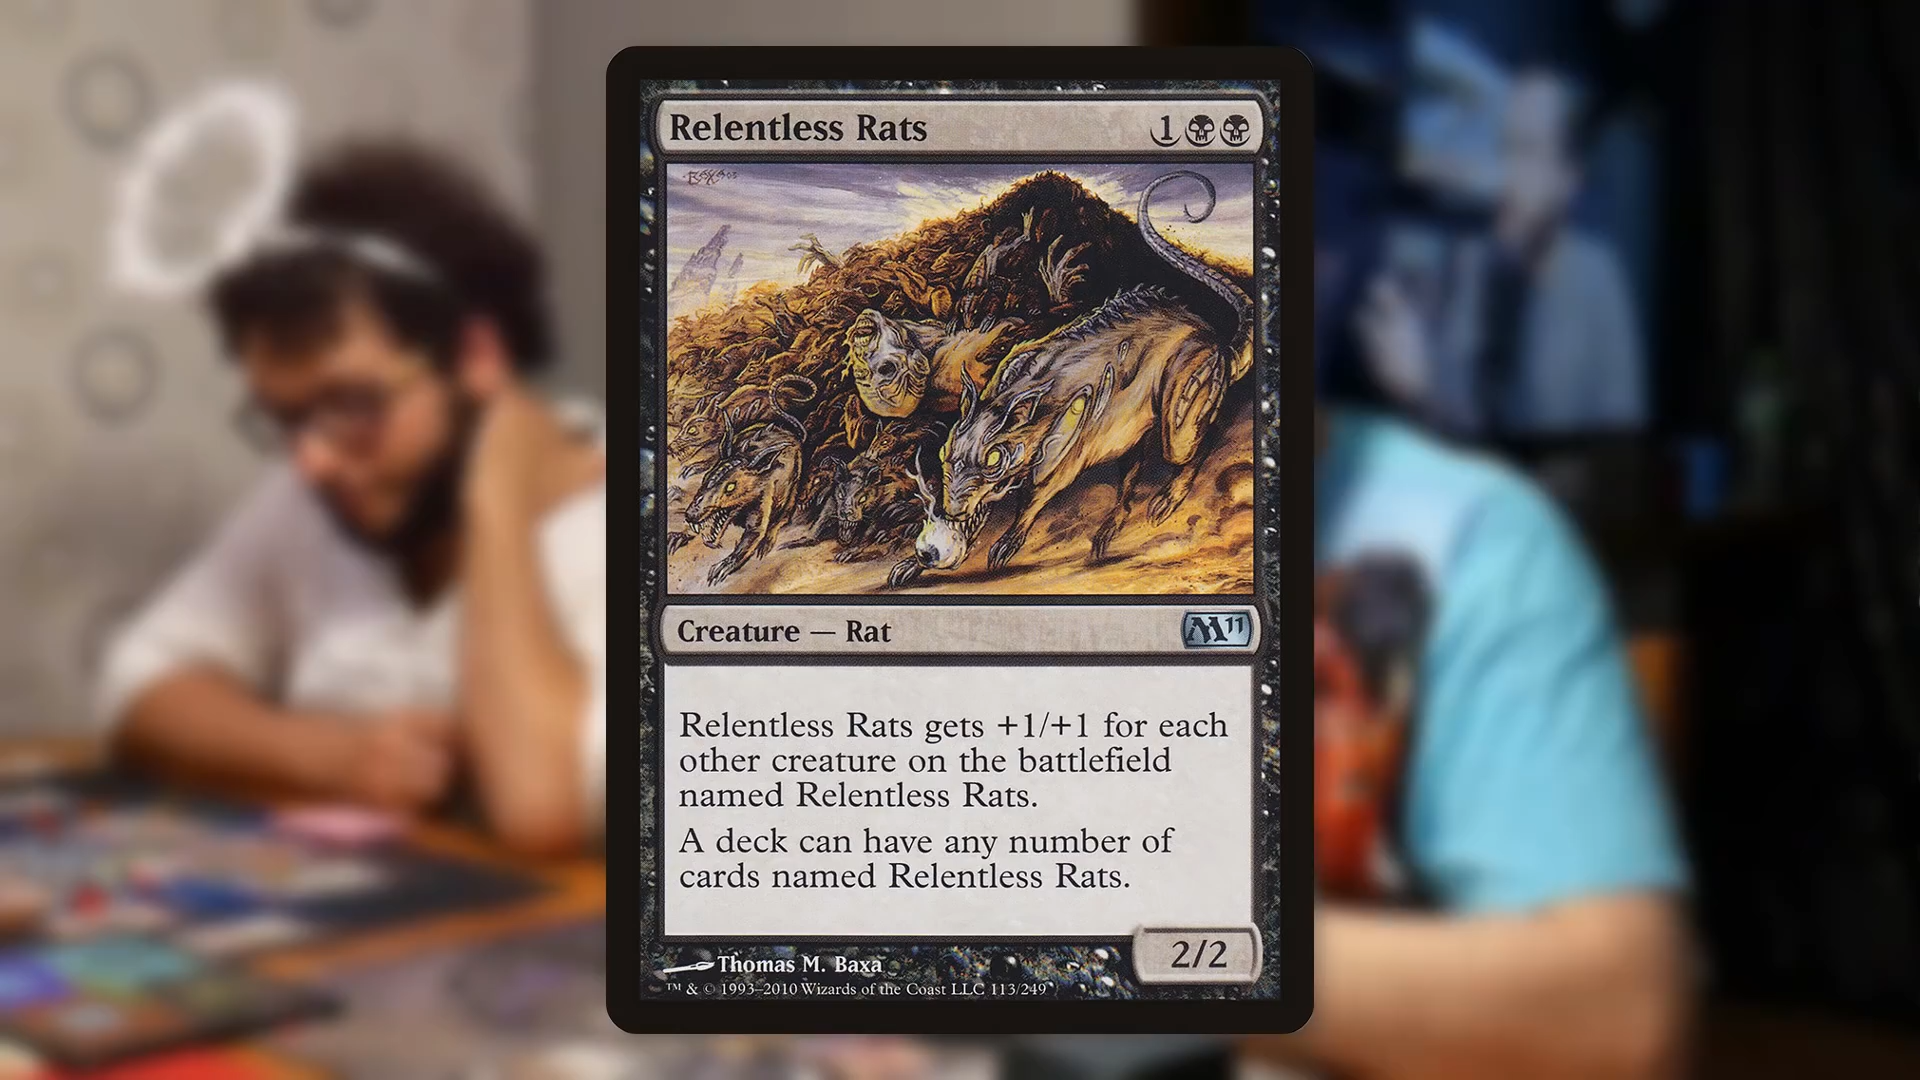 Relentless Rats 1
Creature — Rat M11
Relentless Rats gets +1/+1 for each
other creature on the battlefield
named Relentless Rats.
A deck can have any number of
cards named Relentless Rats.
2/2
Thomas M. Baxa
™ & © 1993–2010 Wizards of the Coast LLC 113/249